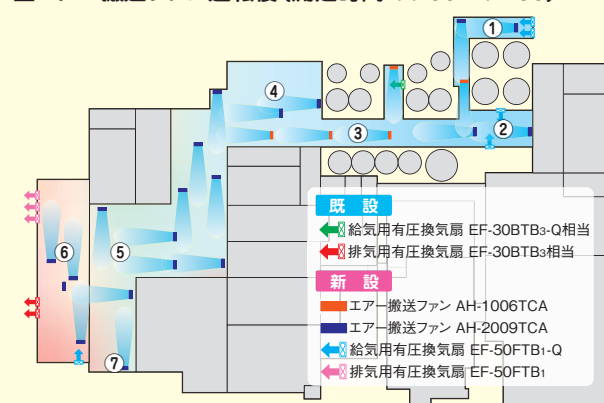 ①
②
③
④
⑤
⑥
⑦
既 設
給気用有圧換気扇 EF-30BTB3-Q相当
排気用有圧換気扇 EF-30BTB3相当
新 設
エアー搬送ファン AH-1006TCA
エアー搬送ファン AH-2009TCA
給気用有圧換気扇 EF-50FTB1-Q
排気用有圧換気扇 EF-50FTB1